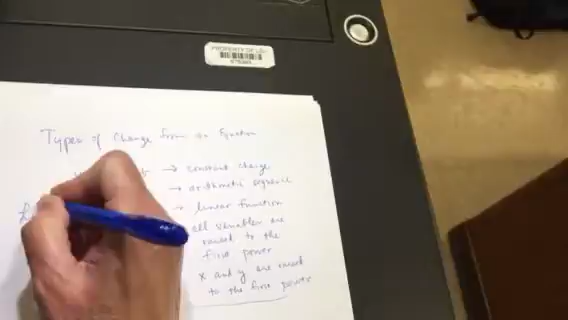 PROPERTY OF
Types of Change from an Equation
→ constant change
→ arithmetic sequence
→ linear function
all variables are
raised to the
first power
x and y are raised
to the first power